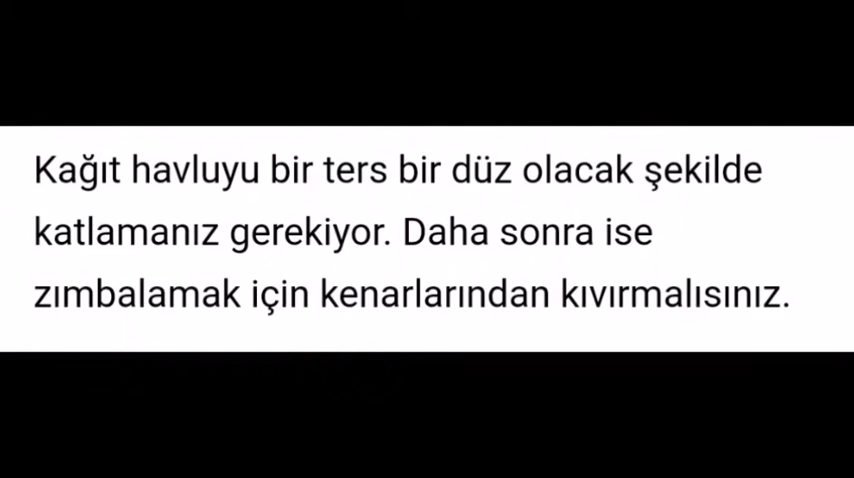 Kağıt havluyu bir ters bir düz olacak şekilde
katlamanız gerekiyor. Daha sonra ise
zımbalamak için kenarlarından kıvırmalısınız.